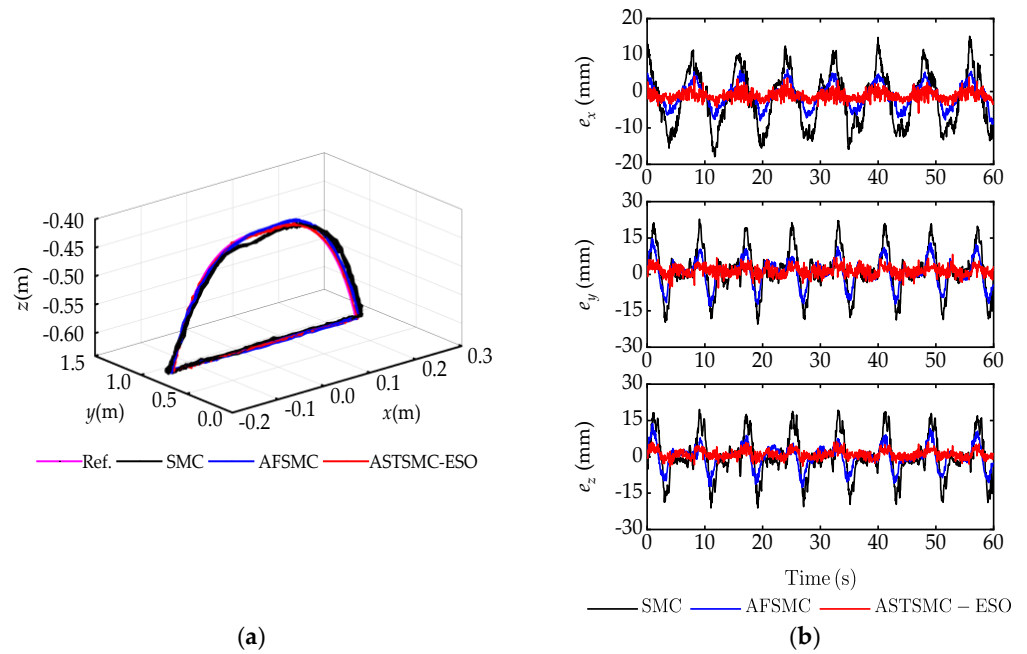 -0.40
-0.45
-0.50
-0.55
-0.60
z(m)
1.5
1.0
0.5
0.0
y(m)
-0.2
-0.1
0.0
0.1
0.2
0.3
x(m)
Ref. SMC AFSMC ASTSMC-ESO
(a)
20
10
0
-10
-20
e_x (mm)
0 10 20 30 40 50 60
30
15
0
-15
-30
e_y (mm)
0 10 20 30 40 50 60
30
15
0
-15
-30
e_z (mm)
0 10 20 30 40 50 60
Time (s)
SMC AFSMC ASTSMC – ESO
(b)